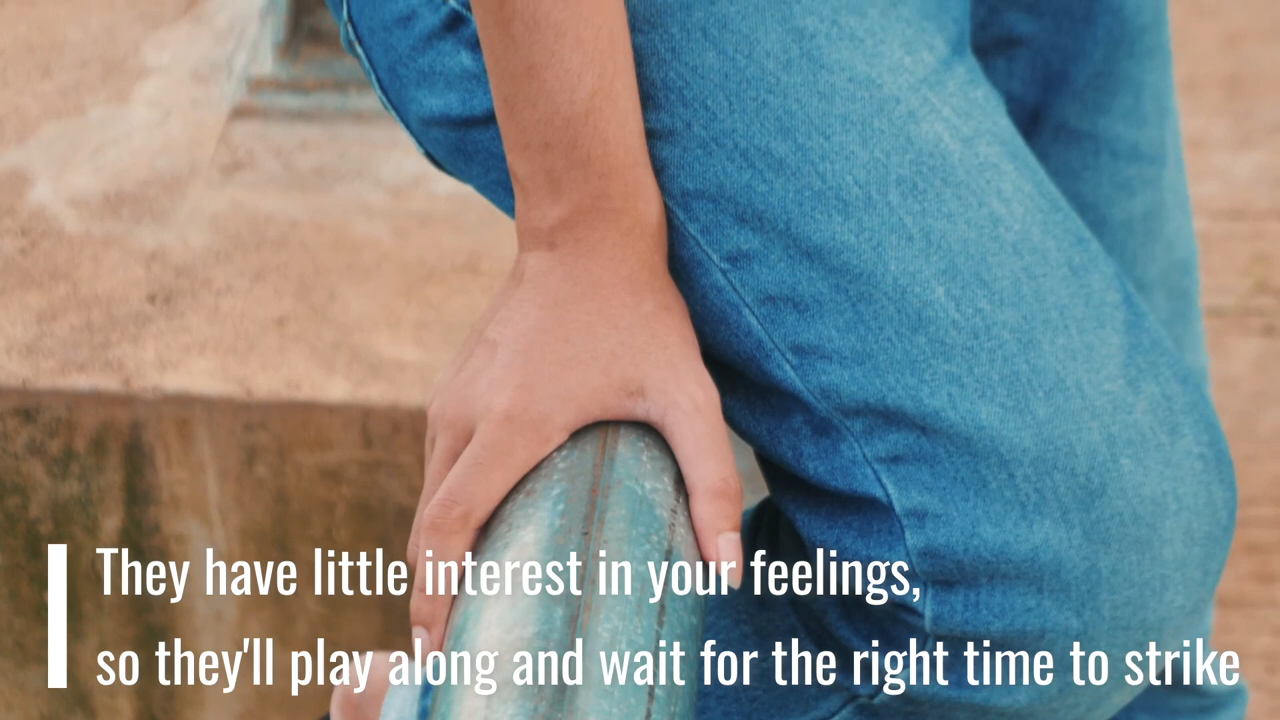 They have little interest in your feelings,
so they'll play along and wait for the right time to strike